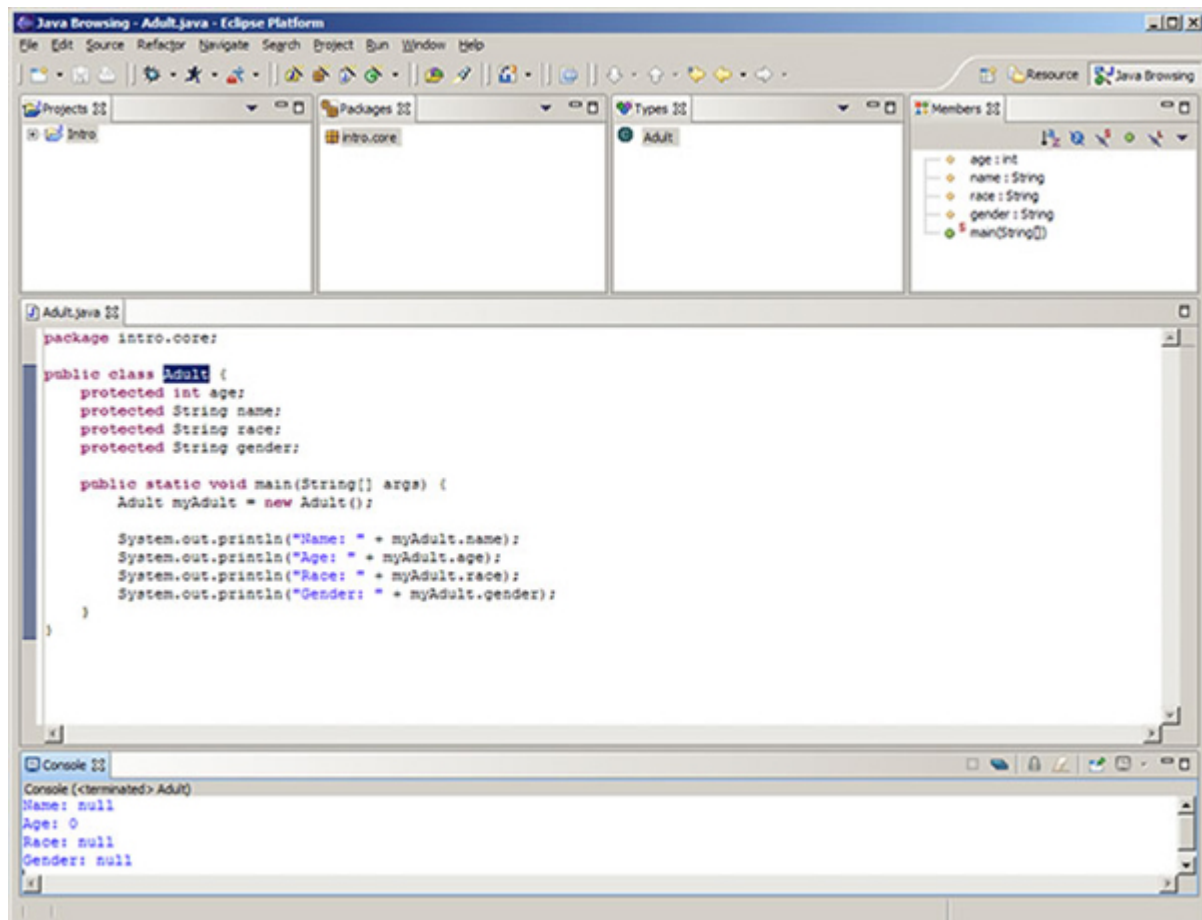 Java Browsing - Adult.java - Eclipse Platform
File Edit Source Refactor Navigate Search Project Run Window Help
Resource Java Browsing
Projects
Intro
Packages
intro.core
Types
Adult
Members
age : int
name : String
race : String
gender : String
main(String[])
Adult.java
package intro.core;
public class Adult {
protected int age;
protected String name;
protected String race;
protected String gender;
public static void main(String[] args) {
Adult myAdult = new Adult();
System.out.println("Name: " + myAdult.name);
System.out.println("Age: " + myAdult.age);
System.out.println("Race: " + myAdult.race);
System.out.println("Gender: " + myAdult.gender);
}
}
Console
Console (<terminated> Adult)
Name: null
Age: 0
Race: null
Gender: null